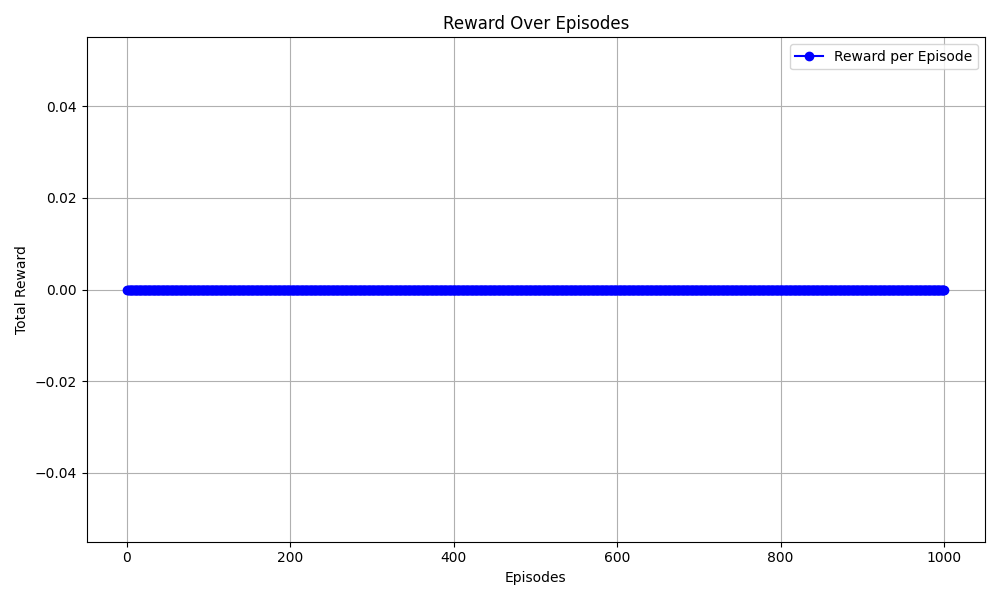 Reward Over Episodes
Reward per Episode
0.04
0.02
0.00
−0.02
−0.04
Total Reward
0 200 400 600 800 1000
Episodes